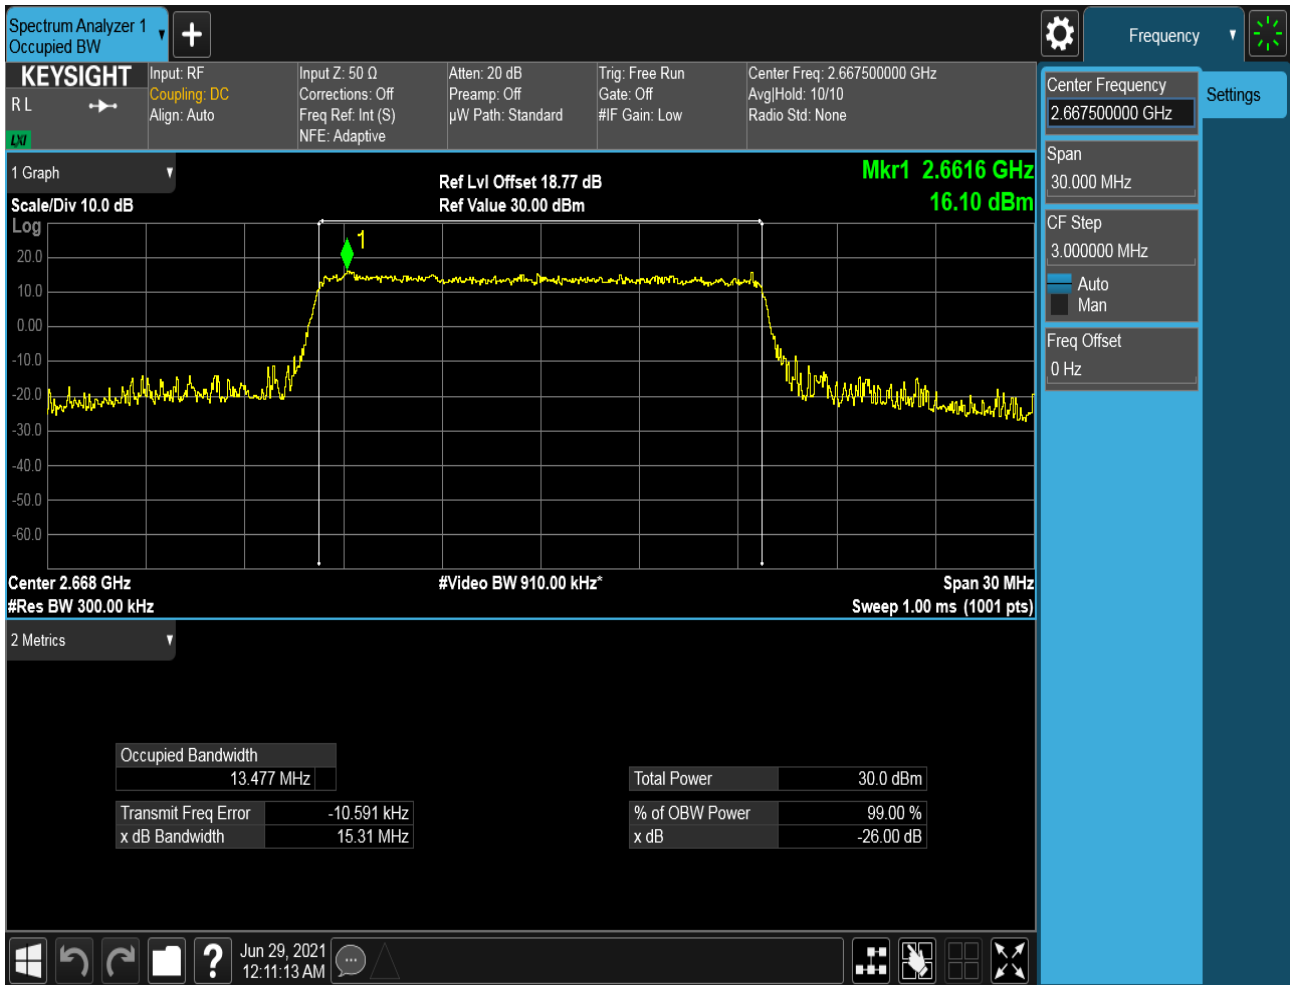 Spectrum Analyzer 1
Occupied BW
Frequency
KEYSIGHT
R L
LXI
Input: RF
Coupling: DC
Align: Auto
Input Z: 50 Ω
Corrections: Off
Freq Ref: Int (S)
NFE: Adaptive
Atten: 20 dB
Preamp: Off
µW Path: Standard
Trig: Free Run
Gate: Off
#IF Gain: Low
Center Freq: 2.667500000 GHz
Avg|Hold: 10/10
Radio Std: None
Center Frequency
2.667500000 GHz
Settings
Span
30.000 MHz
CF Step
3.000000 MHz
Auto
Man
Freq Offset
0 Hz
1 Graph
Scale/Div 10.0 dB
Ref Lvl Offset 18.77 dB
Ref Value 30.00 dBm
Mkr1 2.6616 GHz
16.10 dBm
Log
1
20.0
10.0
0.00
-10.0
-20.0
-30.0
-40.0
-50.0
-60.0
Center 2.668 GHz
#Res BW 300.00 kHz
#Video BW 910.00 kHz*
Span 30 MHz
Sweep 1.00 ms (1001 pts)
2 Metrics
Occupied Bandwidth
13.477 MHz
Transmit Freq Error -10.591 kHz
x dB Bandwidth 15.31 MHz
Total Power 30.0 dBm
% of OBW Power 99.00 %
x dB -26.00 dB
?
Jun 29, 2021
12:11:13 AM